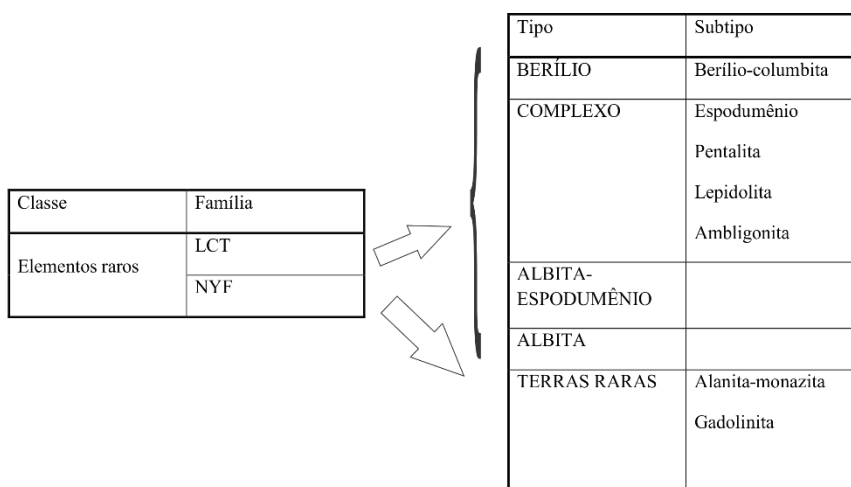 Classe Família
Elementos raros
LCT
NYF
Tipo Subtipo
BERÍLIO Berílio-columbita
COMPLEXO Espodumênio
Pentalita
Lepidolita
Ambligonita
ALBITA-
ESPODUMÊNIO
ALBITA
TERRAS RARAS Alanita-monazita
Gadolinita